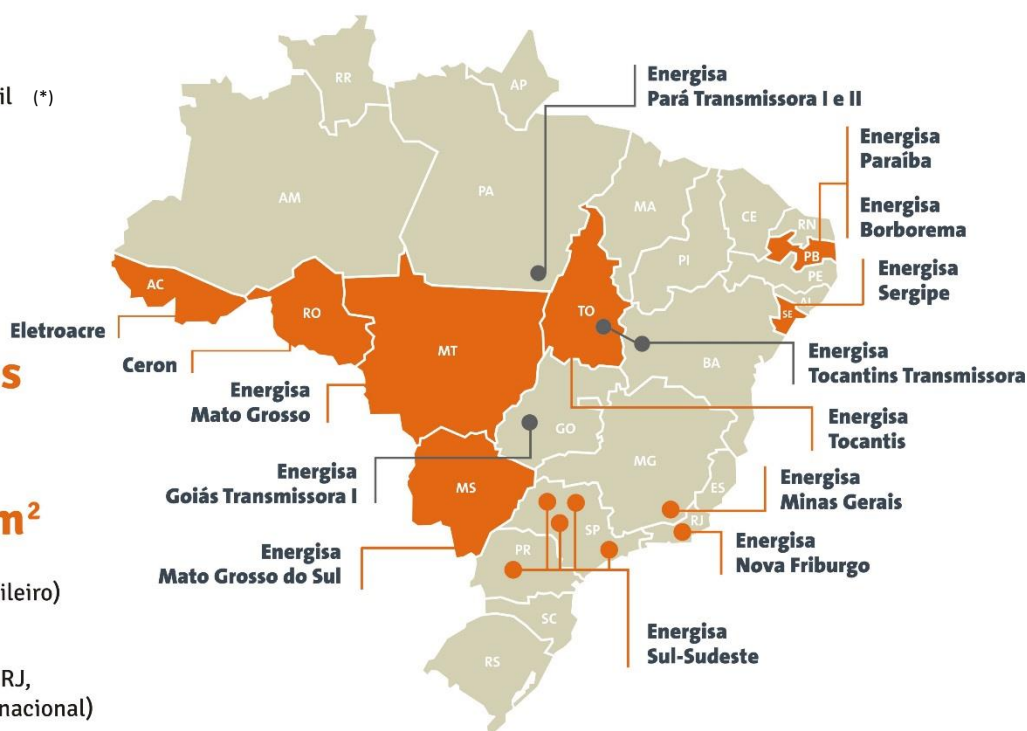 il (*)
s
m²
ileiro)
RJ,
nacional)
RR
AP
AM
PA
MA
CE
RN
PB
PE
PI
AL
SE
AC
RO
TO
MT
BA
GO
MG
ES
MS
SP
RJ
PR
SC
RS
Energisa
Pará Transmissora I e II
Energisa
Paraíba
Energisa
Borborema
Energisa
Sergipe
Eletroacre
Ceron
Energisa
Mato Grosso
Energisa
Tocantins Transmissora
Energisa
Tocantis
Energisa
Goiás Transmissora I
Energisa
Minas Gerais
Energisa
Nova Friburgo
Energisa
Mato Grosso do Sul
Energisa
Sul-Sudeste